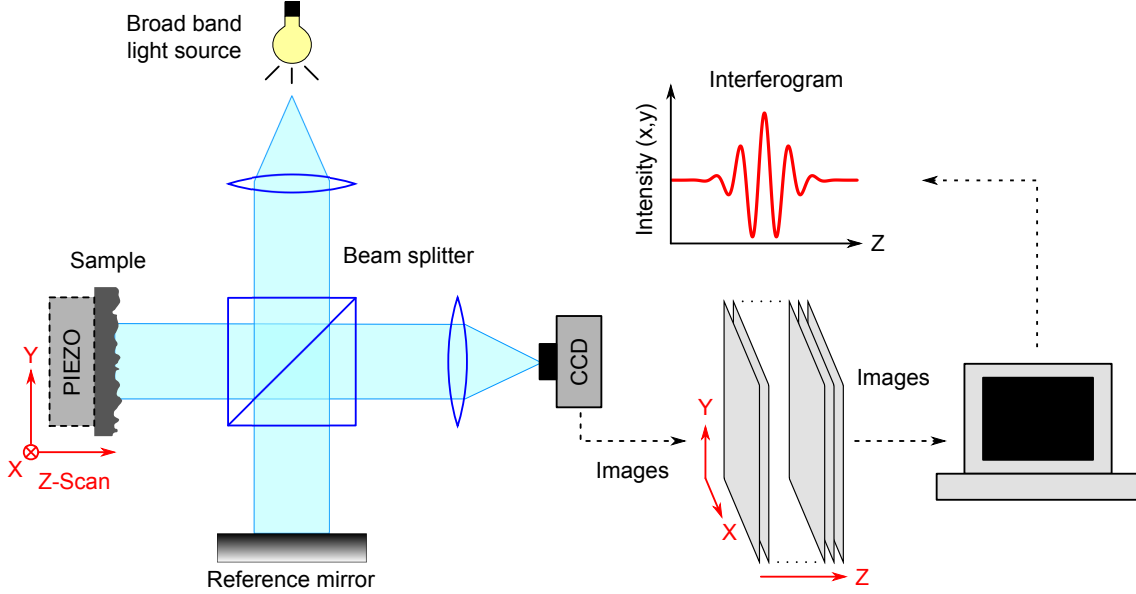 Broad band
light source
Interferogram
Intensity (x,y)
Z
Sample
Beam splitter
PIEZO
Y
X
Z-Scan
CCD
Images
Y
X
Z
Images
Reference mirror